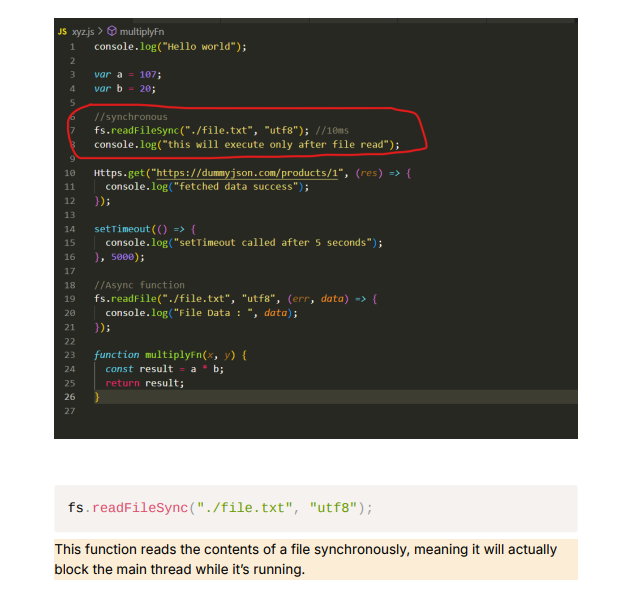 JS xyz.js > multiplyFn
1 console.log("Hello world");
2
3 var a = 107;
4 var b = 20;
5
6 //synchronous
7 fs.readFileSync("./file.txt", "utf8"); //10ms
8 console.log("this will execute only after file read");
9
10 Https.get("https://dummyjson.com/products/1", (res) => {
11 console.log("fetched data success");
12 });
13
14 setTimeout(() => {
15 console.log("setTimeout called after 5 seconds");
16 }, 5000);
17
18 //Async function
19 fs.readFile("./file.txt", "utf8", (err, data) => {
20 console.log("File Data : ", data);
21 });
22
23 function multiplyFn(x, y) {
24 const result = a * b;
25 return result;
26 }
27
fs.readFileSync("./file.txt", "utf8");
This function reads the contents of a file synchronously, meaning it will actually
block the main thread while it’s running.